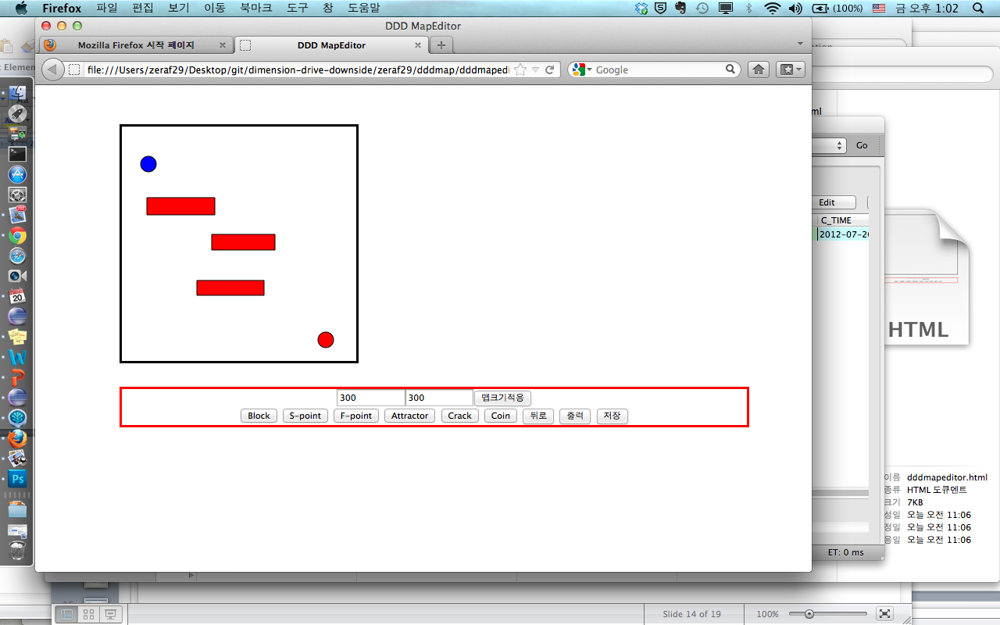 Firefox 파일 편집 보기 이동 북마크 도구 창 도움말 (100%) 금 오후 1:02
DDD MapEditor
Mozilla Firefox 시작 페이지 DDD MapEditor
file:///Users/zeraf29/Desktop/git/dimension-drive-downside/zeraf29/dddmap/dddmapedi Google
t Element
ml
Go
Edit
C_TIME
2012-07-20
20
HTML
300 300 맵크기적용
Block S-point F-point Attractor Crack Coin 뒤로 출력 저장
이름 dddmapeditor.html
종류 HTML 도큐멘트
크기 7KB
성일 오늘 오전 11:06
정일 오늘 오전 11:06
용일 오늘 오전 11:06
Ps
ET: 0 ms
Slide 14 of 19 100%